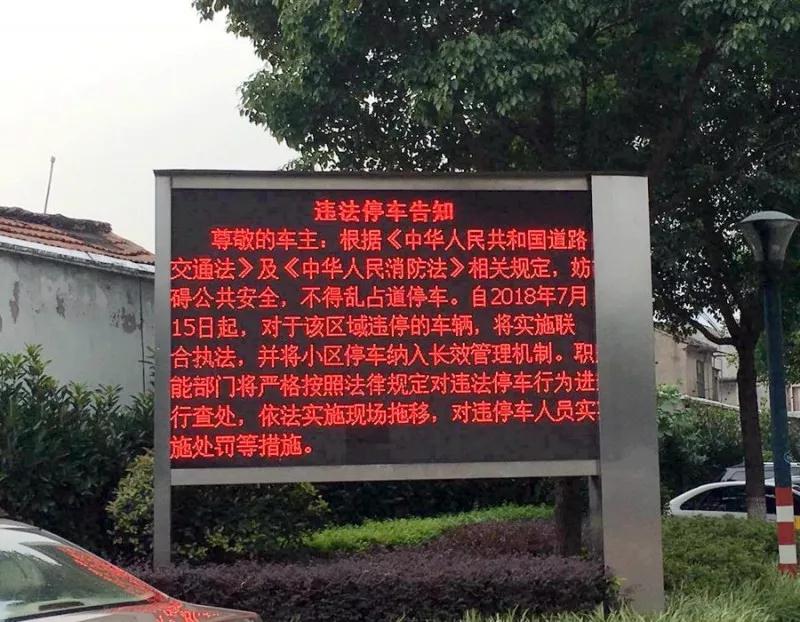 违法停车告知
尊敬的车主：根据《中华人民共和国道路
交通法》及《中华人民消防法》相关规定，妨
碍公共安全，不得乱占道停车。自2018年7月
15日起，对于该区域违停的车辆，将实施联
合执法，并将小区停车纳入长效管理机制。职
能部门将严格按照法律规定对违法停车行为进
行查处，依法实施现场拖移，对违停车人员实
施处罚等措施。